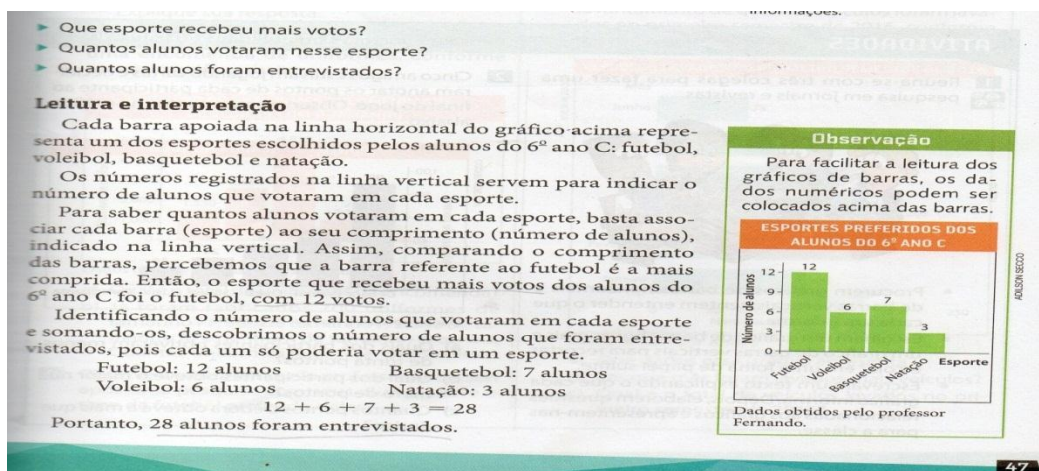 informações.
Que esporte recebeu mais votos?
Quantos alunos votaram nesse esporte?
Quantos alunos foram entrevistados?
Leitura e interpretação
Cada barra apoiada na linha horizontal do gráfico acima repre-
senta um dos esportes escolhidos pelos alunos do 6º ano C: futebol,
voleibol, basquetebol e natação.
Os números registrados na linha vertical servem para indicar o
número de alunos que votaram em cada esporte.
Para saber quantos alunos votaram em cada esporte, basta asso-
ciar cada barra (esporte) ao seu comprimento (número de alunos),
indicado na linha vertical. Assim, comparando o comprimento
das barras, percebemos que a barra referente ao futebol é a mais
comprida. Então, o esporte que recebeu mais votos dos alunos do
6º ano C foi o futebol, com 12 votos.
Identificando o número de alunos que votaram em cada esporte
e somando-os, descobrimos o número de alunos que foram entre-
vistados, pois cada um só poderia votar em um esporte.
Futebol: 12 alunos Basquetebol: 7 alunos
Voleibol: 6 alunos Natação: 3 alunos
12 + 6 + 7 + 3 = 28
Portanto, 28 alunos foram entrevistados.
Observação
Para facilitar a leitura dos
gráficos de barras, os da-
dos numéricos podem ser
colocados acima das barras.
ESPORTES PREFERIDOS DOS
ALUNOS DO 6º ANO C
Número de alunos
12
9
6
3
0
12
6
7
3
Futebol
Voleibol
Basquetebol
Natação
Esporte
Dados obtidos pelo professor
Fernando.
ADILSON SECCO
47